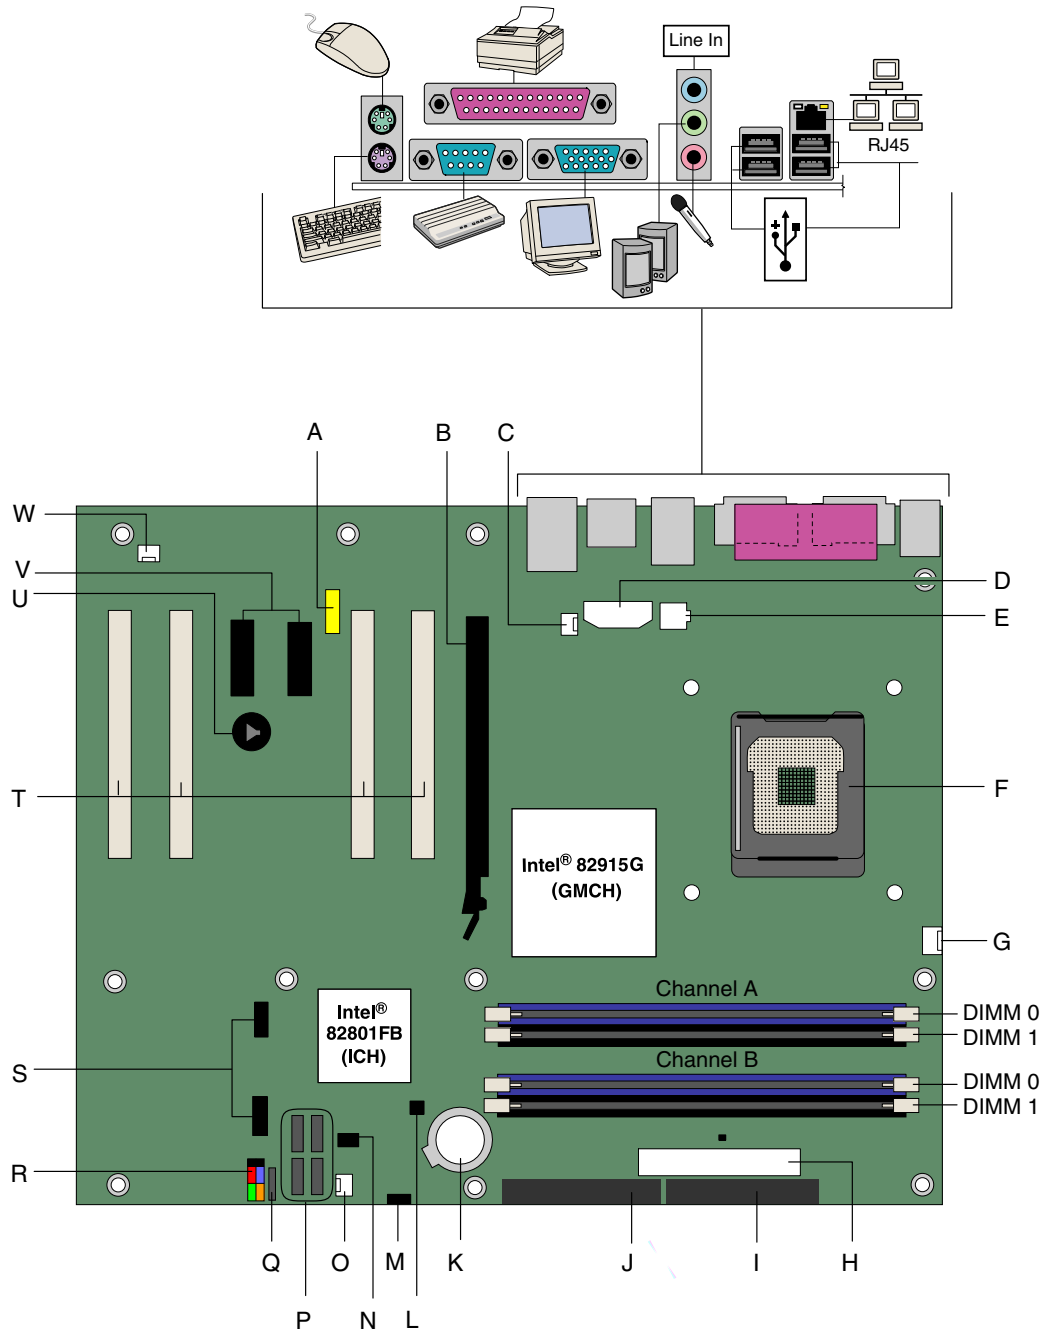 Line In
RJ45
A
B
C
W
V
U
D
E
T
F
Intel® 82915G
(GMCH)
G
Channel A
Intel®
82801FB
(ICH)
DIMM 0
DIMM 1
Channel B
S
DIMM 0
DIMM 1
R
Q
O
M
K
J
I
H
P
N
L